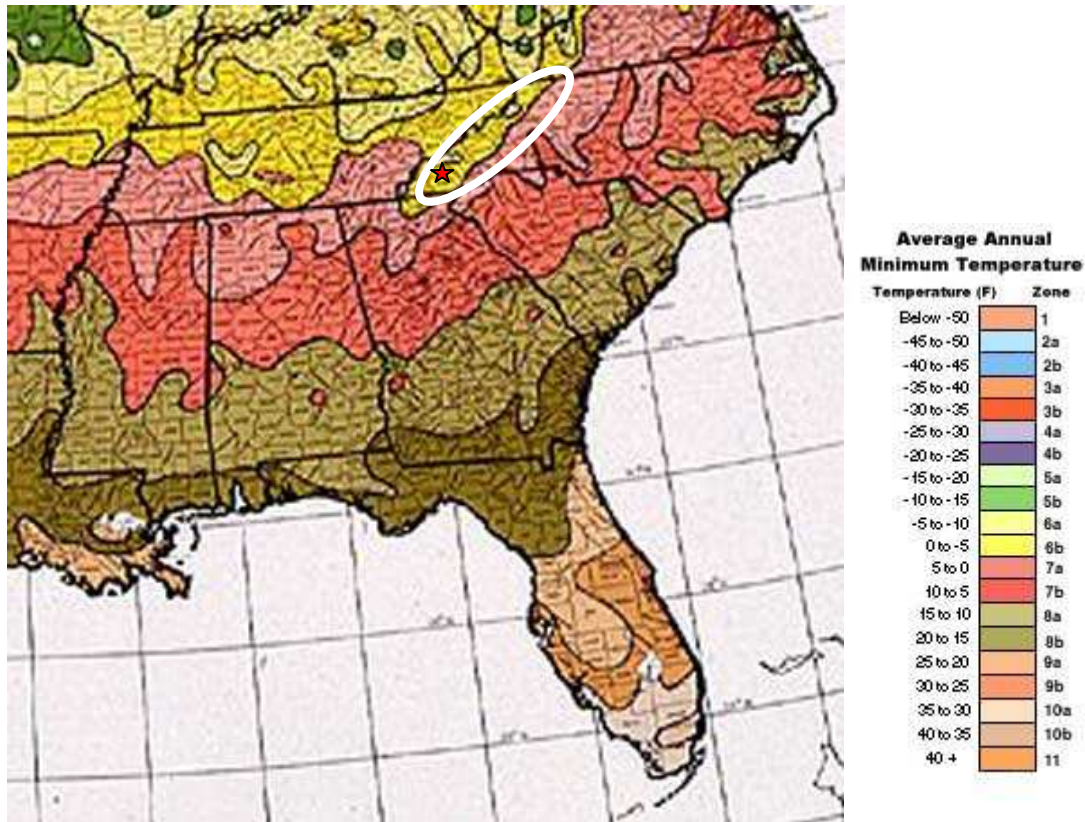 Average Annual
Minimum Temperature
Temperature (F) Zone
Below -50 1
-45 to -50 2a
-40 to -45 2b
-35 to -40 3a
-30 to -35 3b
-25 to -30 4a
-20 to -25 4b
-15 to -20 5a
-10 to -15 5b
-5 to -10 6a
0 to -5 6b
5 to 0 7a
10 to 5 7b
15 to 10 8a
20 to 15 8b
25 to 20 9a
30 to 25 9b
35 to 30 10a
40 to 35 10b
40 + 11